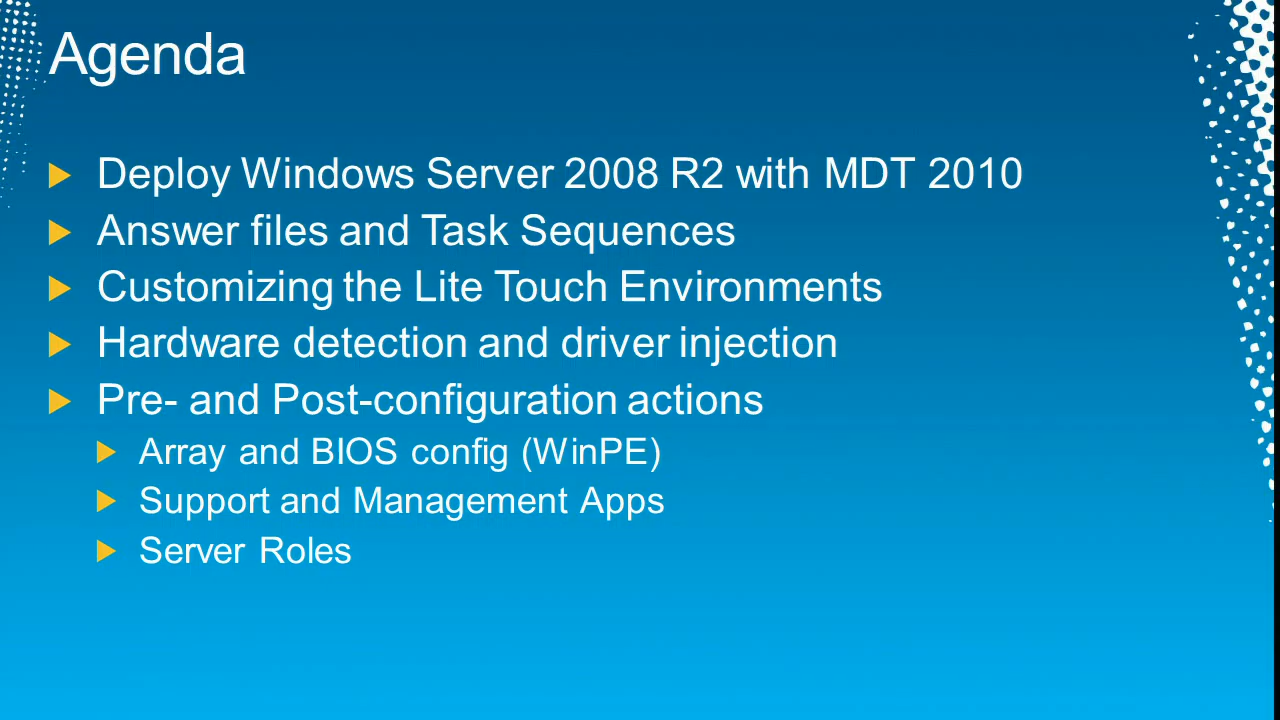 Agenda
Deploy Windows Server 2008 R2 with MDT 2010
Answer files and Task Sequences
Customizing the Lite Touch Environments
Hardware detection and driver injection
Pre- and Post-configuration actions
Array and BIOS config (WinPE)
Support and Management Apps
Server Roles